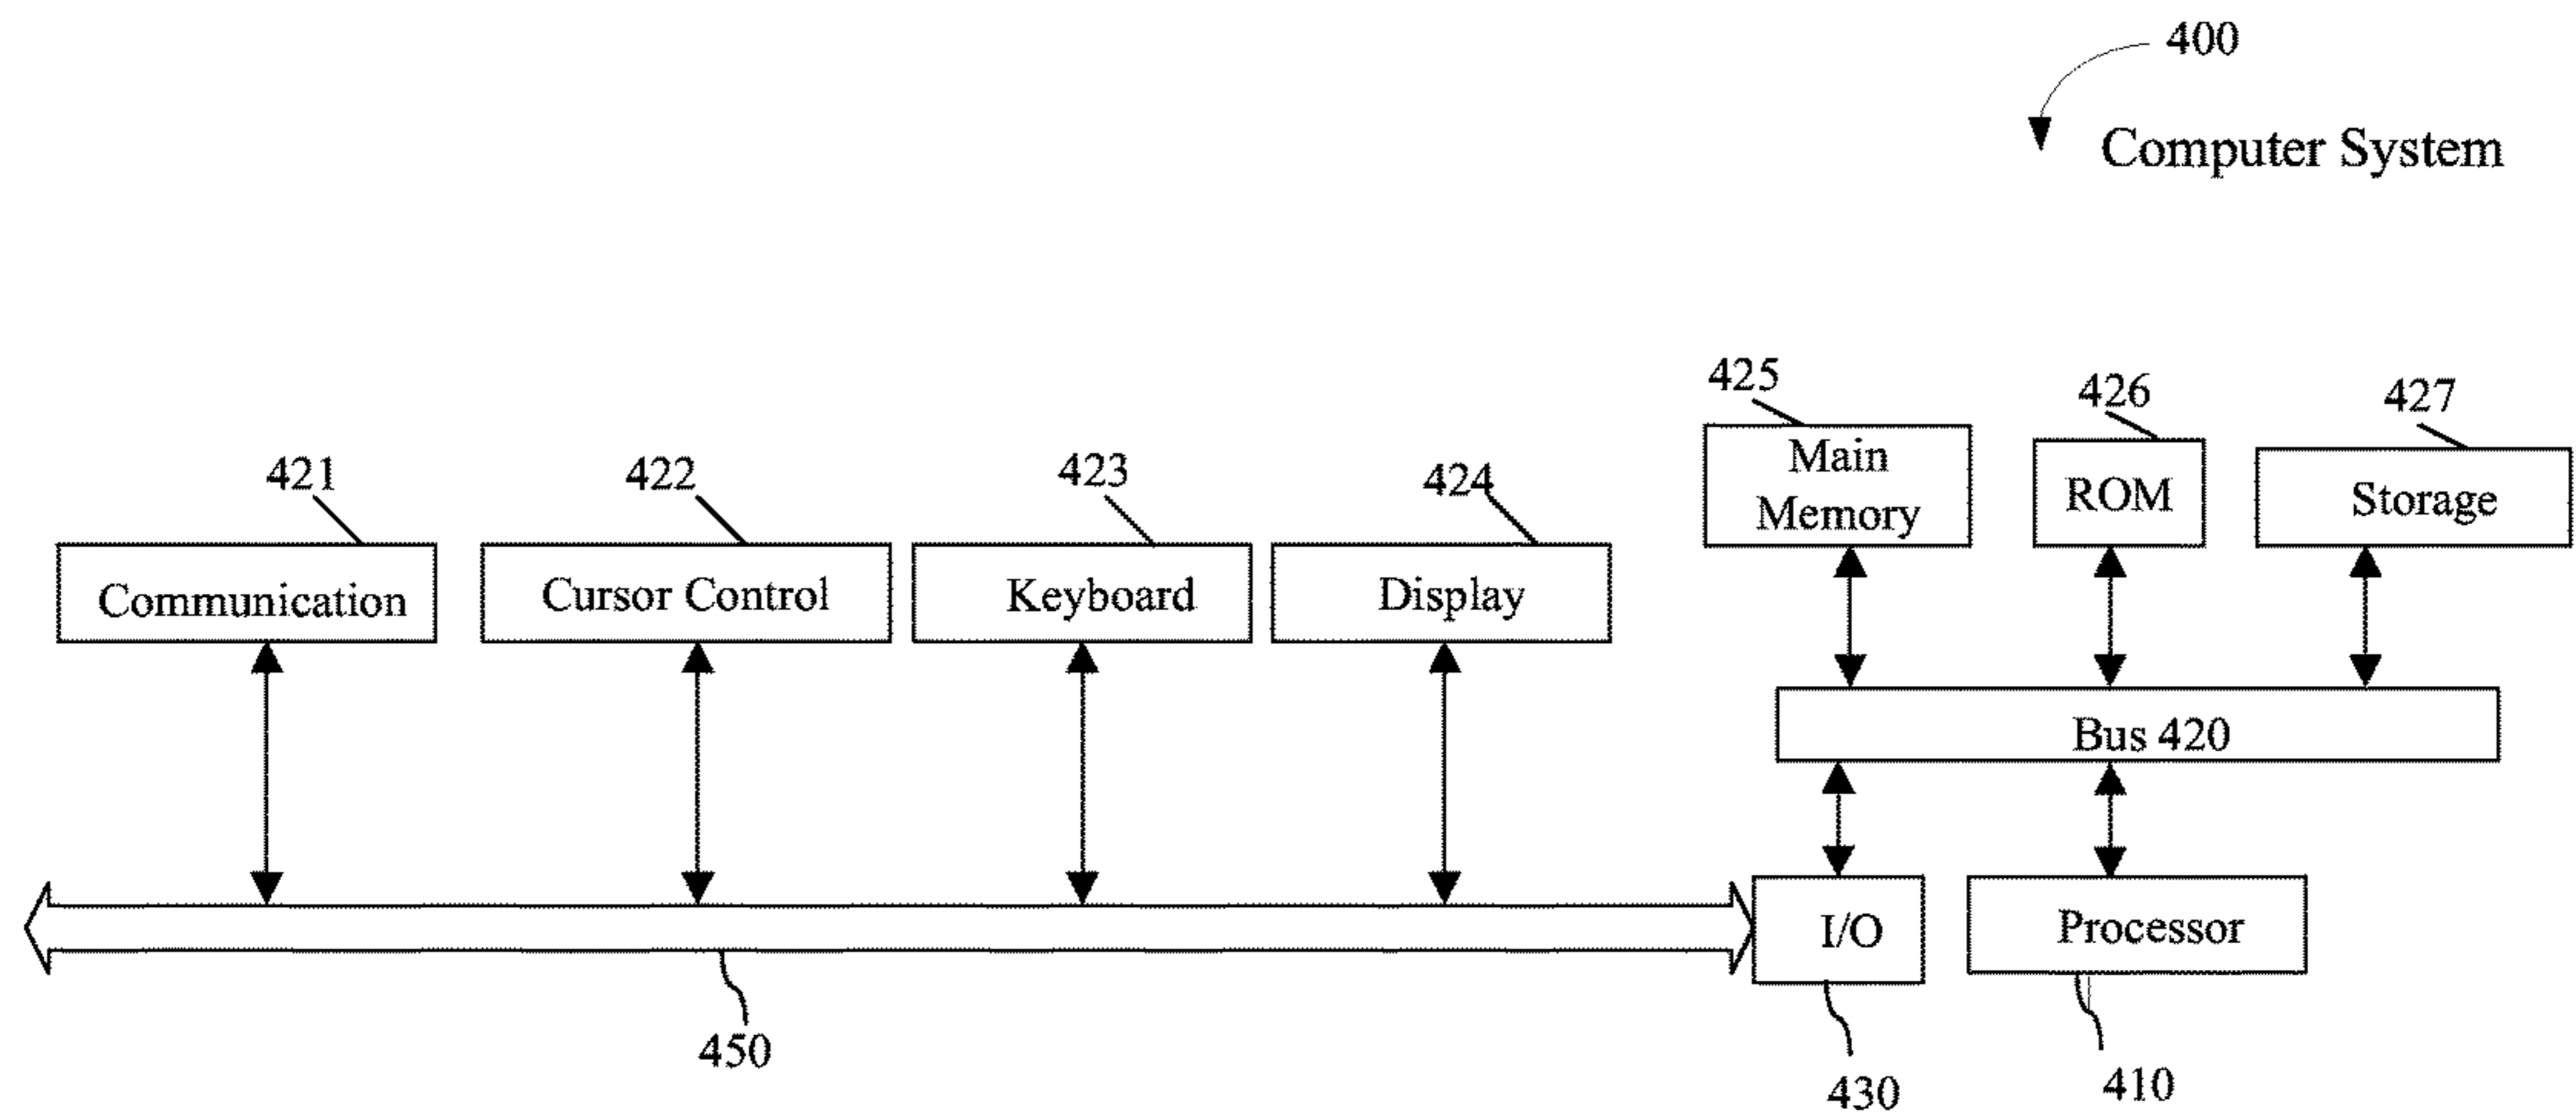 400
Computer System
425
426
427
Main
Memory
ROM
Storage
421
422
423
424
Communication
Cursor Control
Keyboard
Display
Bus 420
I/O
Processor
450
430
410